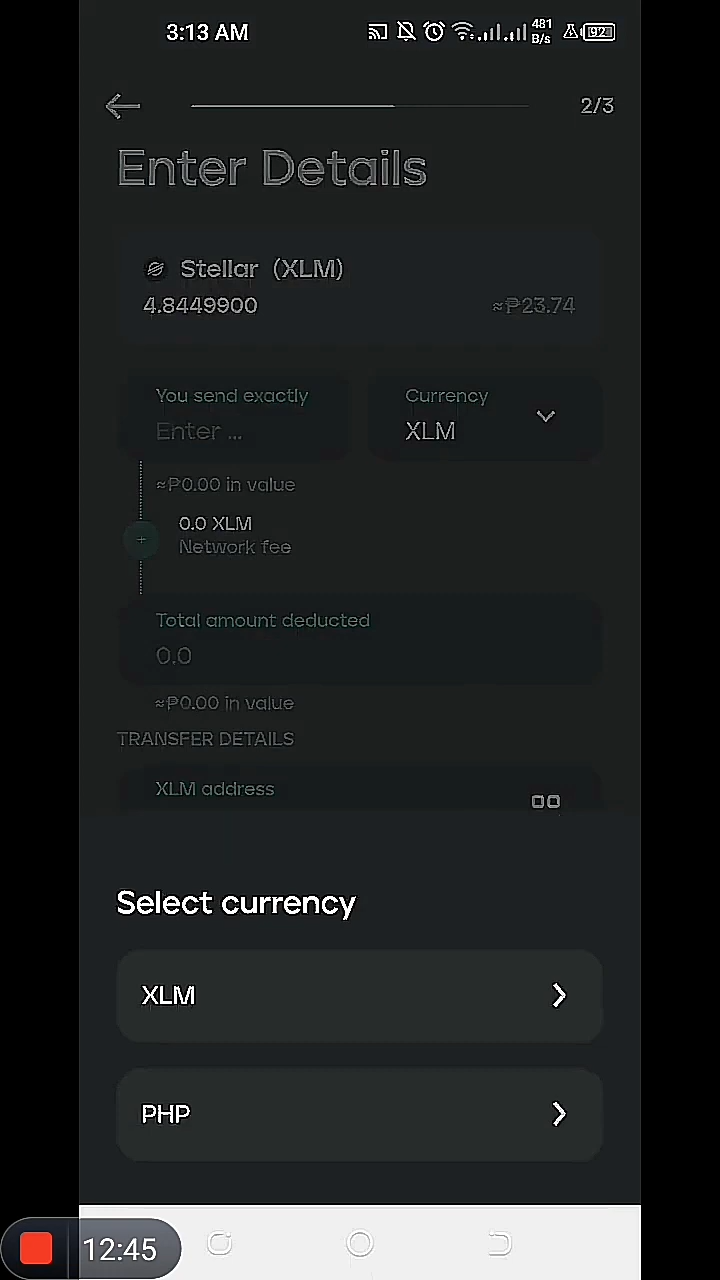 3:13 AM
481 B/s
92
2/3
Enter Details
Stellar (XLM)
4.8449900
≈₱23.74
You send exactly
Enter ...
Currency
XLM
≈₱0.00 in value
0.0 XLM
Network fee
Total amount deducted
0.0
≈₱0.00 in value
TRANSFER DETAILS
XLM address
Select currency
XLM
PHP
12:45